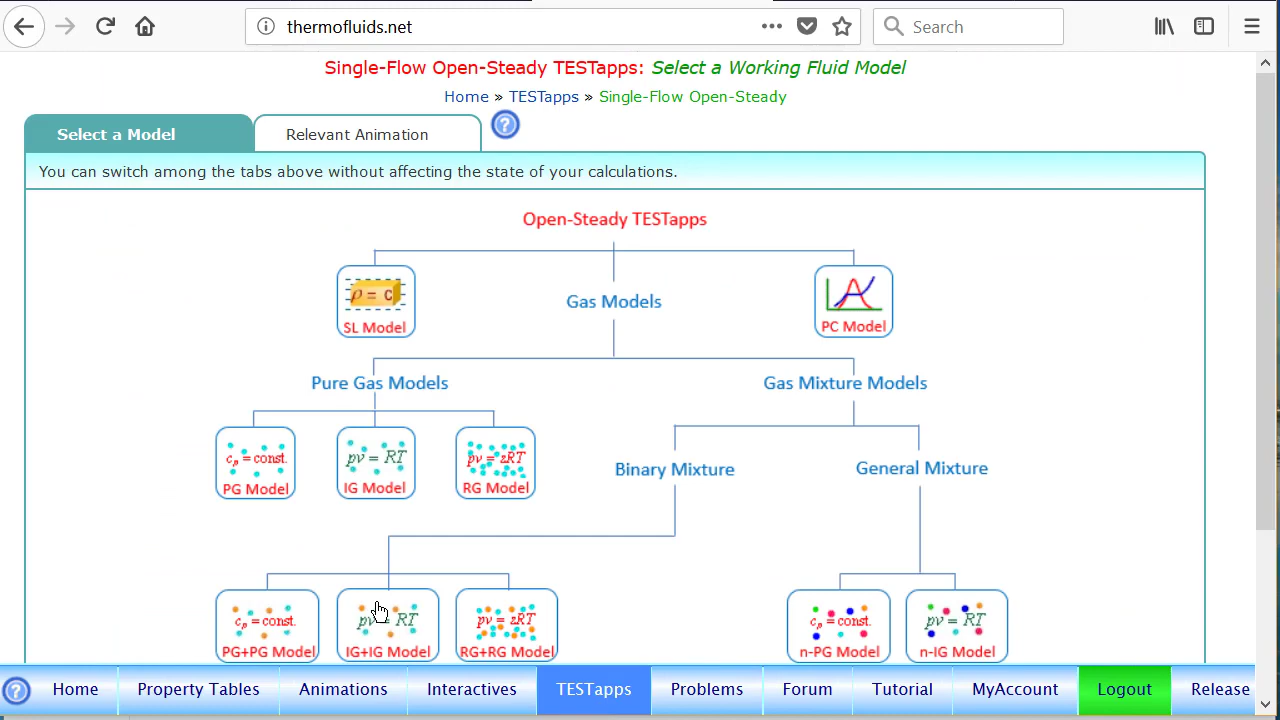 thermofluids.net
Search
Single-Flow Open-Steady TESTapps: Select a Working Fluid Model
Home » TESTapps » Single-Flow Open-Steady
Select a Model
Relevant Animation
?
You can switch among the tabs above without affecting the state of your calculations.
Open-Steady TESTapps
ρ = c
SL Model
Gas Models
PC Model
Pure Gas Models
Gas Mixture Models
cp = const.
PG Model
pv = RT
IG Model
pv = zRT
RG Model
Binary Mixture
General Mixture
cp = const.
PG+PG Model
pv = RT
IG+IG Model
pv = zRT
RG+RG Model
cp = const.
n-PG Model
pv = RT
n-IG Model
?
Home
Property Tables
Animations
Interactives
TESTapps
Problems
Forum
Tutorial
MyAccount
Logout
Release